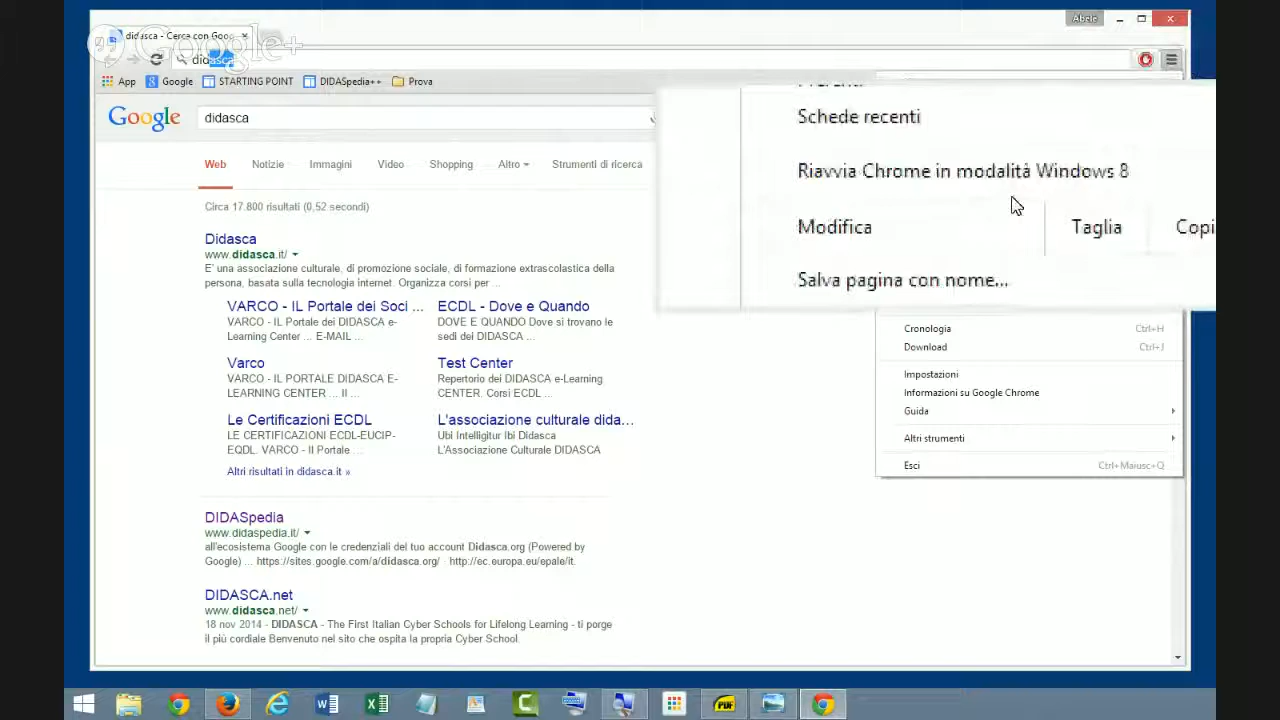 Abele
didasca - Cerca con Goo
Google+
didasca
App
Google
STARTING POINT
DIDASpedia++
Prova
Google
didasca
Web
Notizie
Immagini
Video
Shopping
Altro
Strumenti di ricerca
Circa 17.800 risultati (0,52 secondi)
Didasca
www.didasca.it/
E' una associazione culturale, di promozione sociale, di formazione extrascolastica della
persona, basata sulla tecnologia internet. Organizza corsi per ...
VARCO - IL Portale dei Soci ...
VARCO - IL Portale dei DIDASCA e-
Learning Center ... E-MAIL ...
ECDL - Dove e Quando
DOVE E QUANDO Dove si trovano le
sedi dei DIDASCA ...
Varco
VARCO - IL PORTALE DIDASCA E-
LEARNING CENTER ... II ...
Test Center
Repertorio dei DIDASCA e-Learning
CENTER. Corsi ECDL ...
Le Certificazioni ECDL
LE CERTIFICAZIONI ECDL-EUCIP-
EQDL. VARCO - Il Portale ...
L'associazione culturale dida...
Ubi Intelligitur Ibi Didasca
L'Associazione Culturale DIDASCA
Altri risultati in didasca.it »
DIDASpedia
www.didaspedia.it/
all'ecosistema Google con le credenziali del tuo account Didasca.org (Powered by
Google) ... https://sites.google.com/a/didasca.org/ http://ec.europa.eu/epale/it.
DIDASCA.net
www.didasca.net/
18 nov 2014 - DIDASCA - The First Italian Cyber Schools for Lifelong Learning - ti porge
il più cordiale Benvenuto nel sito che ospita la propria Cyber School.
Schede recenti
Riavvia Chrome in modalità Windows 8
Modifica
Taglia
Copi
Salva pagina con nome...
Cronologia
Ctrl+H
Download
Ctrl+J
Impostazioni
Informazioni su Google Chrome
Guida
Altri strumenti
Esci
Ctrl+Maiusc+Q
PDF